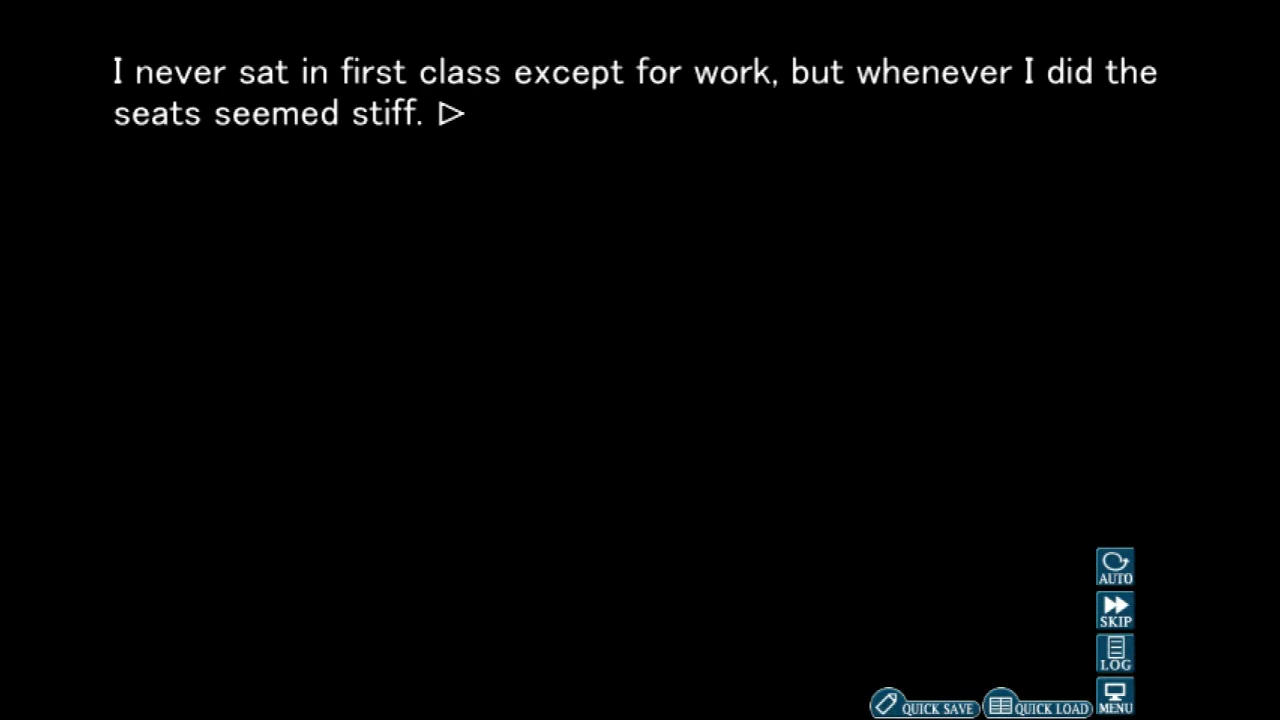 I never sat in first class except for work, but whenever I did the
seats seemed stiff. ▷
AUTO
SKIP
LOG
QUICK SAVE
QUICK LOAD
MENU